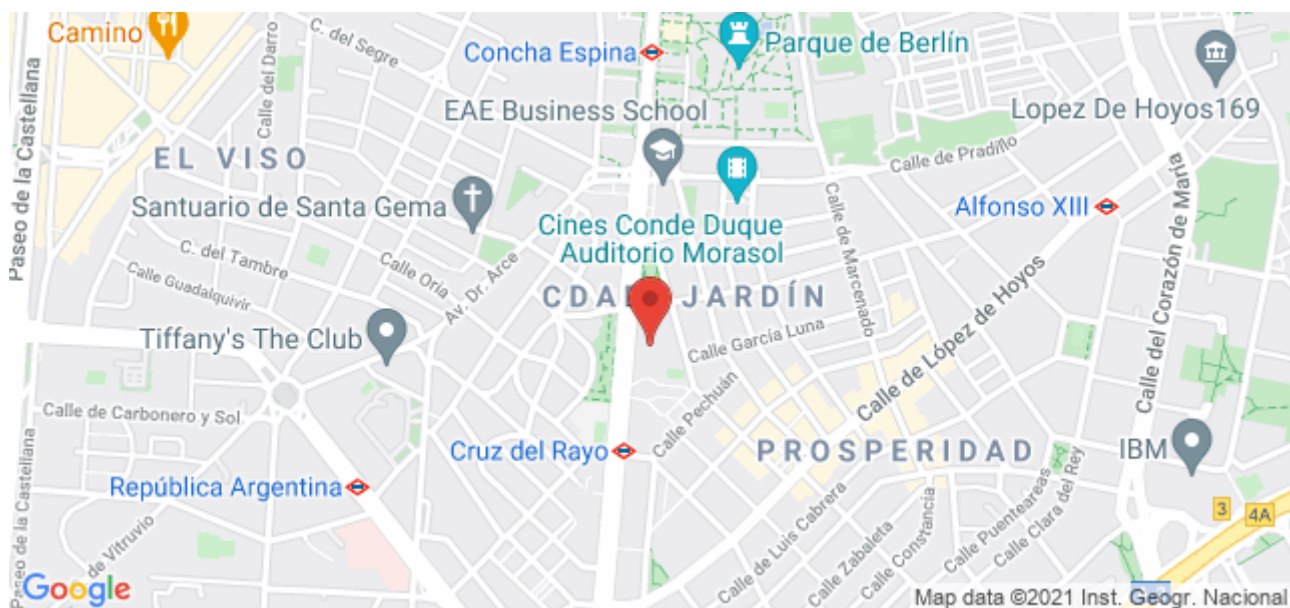 Camino
C. del Segre
Concha Espina
Parque de Berlín
Calle del Darro
EAE Business School
Lopez De Hoyos169
Paseo de la Castellana
EL VISO
Calle de Pradillo
Santuario de Santa Gema
Alfonso XIII
Cines Conde Duque
Auditorio Morasol
Calle de Marcenado
Calle del Corazón de María
C. del Tambre
Calle Oria
Av. Dr. Arce
Calle Guadalquivir
JARDÍN
Tiffany's The Club
Calle García Luna
Calle de López de Hoyos
Calle de Carbonero y Sol
Calle Pechuán
Cruz del Rayo
PROSPERIDAD
IBM
República Argentina
Paseo de la Castellana
de Vitruvio
Calle de Luis Cabrera
Calle Zabaleta
Calle Constancia
Calle Puenteareas
Calle Clara del Rey
3
4A
Google
Map data ©2021 Inst. Geogr. Nacional